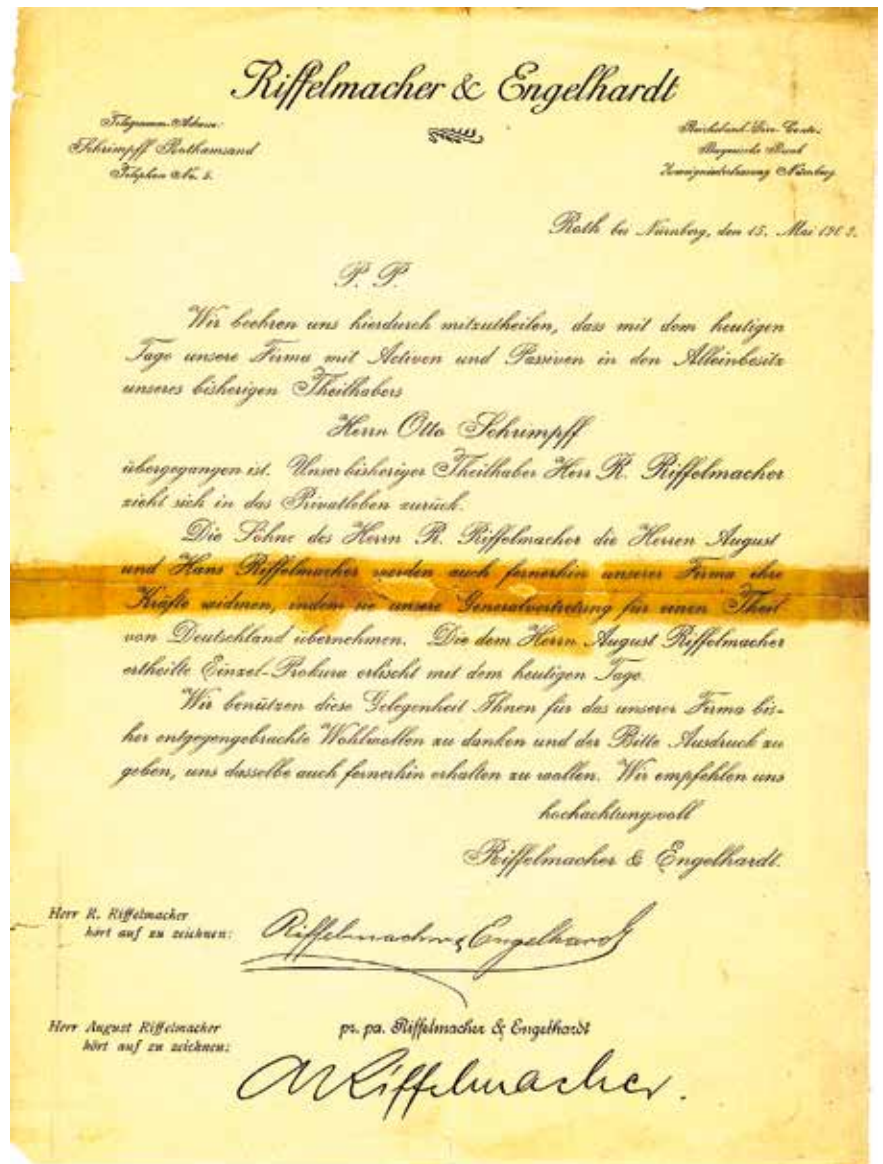 Riffelmacher & Engelhardt
Telegramm-Adresse:
Schrimpff Rothamsand
Telephon No. 5.
Reichsbank-Giro-Conto.
Bayerische Bank
Zweigniederlassung Nürnberg
Roth bei Nürnberg, den 15. Mai
P. P.
Wir beehren uns hierdurch mitzutheilen, dass mit dem heutigen
Tage unsere Firma mit Activen und Passiven in den Alleinbesitz
unseres bisherigen Theilhabers
Herrn Otto Schrimpff
übergegangen ist. Unser bisheriger Theilhaber Herr R. Riffelmacher
zieht sich in das Privatleben zurück.
Die Söhne des Herrn R. Riffelmacher die Herren August
und Hans Riffelmacher werden auch fernerhin unserer Firma ihre
Kräfte widmen, indem sie unsere Generalvertretung für einen Theil
von Deutschland übernehmen. Die dem Herrn August Riffelmacher
ertheilte Einzel-Prokura erlischt mit dem heutigen Tage.
Wir benützen diese Gelegenheit Ihnen für das unserer Firma bis-
her entgegengebrachte Wohlwollen zu danken und der Bitte Ausdruck zu
geben, uns dasselbe auch fernerhin erhalten zu wollen. Wir empfehlen uns
hochachtungsvoll
Riffelmacher & Engelhardt.
Herr R. Riffelmacher
hört auf zu zeichnen:
Riffelmacher & Engelhardt
Herr August Riffelmacher
hört auf zu zeichnen:
pr. pa. Riffelmacher & Engelhardt
A Riffelmacher.